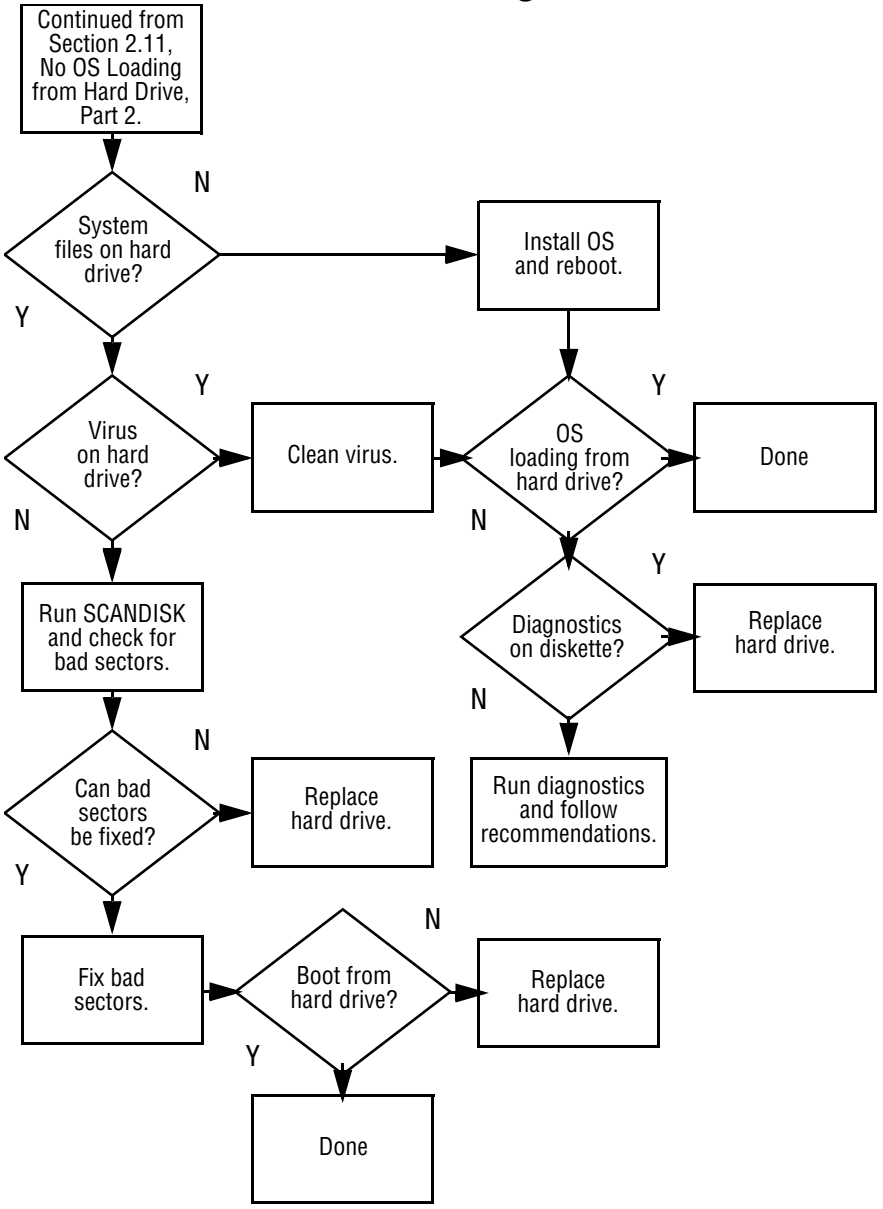 Continued from
Section 2.11,
No OS Loading
from Hard Drive,
Part 2.
N
System
files on hard
drive?
Y
Install OS
and reboot.
Y
Virus
on hard
drive?
N
Clean virus.
Y
OS
loading from
hard drive?
N
Done
Run SCANDISK
and check for
bad sectors.
Y
Diagnostics
on diskette?
N
Replace
hard drive.
N
Can bad
sectors
be fixed?
Y
Replace
hard drive.
Run diagnostics
and follow
recommendations.
Fix bad
sectors.
N
Boot from
hard drive?
Y
Replace
hard drive.
Done